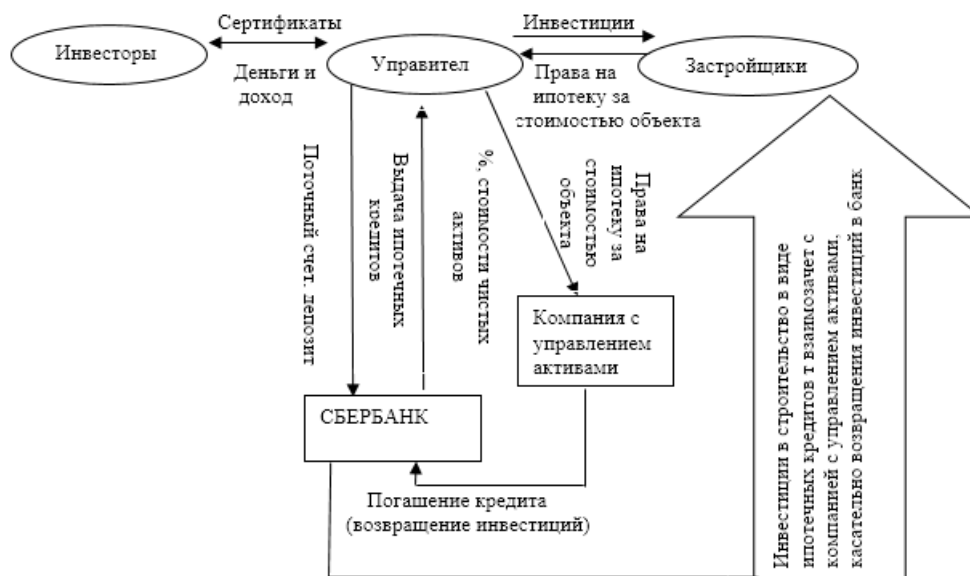 Сертификаты
Инвестиции
Инвесторы
Управител
Застройщики
Деньги и
доход
Права на
ипотеку за
стоимостью объекта
Поточный счет. депозит
Выдача ипотечных
кредитов
%, стоимости чистых
активов
Права на
ипотеку за
стоимостью
объекта
Компания с
управлением
активами
СБЕРБАНК
Погашение кредита
(возвращение инвестиций)
Инвестиции в строительство в виде
ипотечных кредитов т взаимозачет с
компанией с управлением активами,
касательно возвращения инвестиций в банк